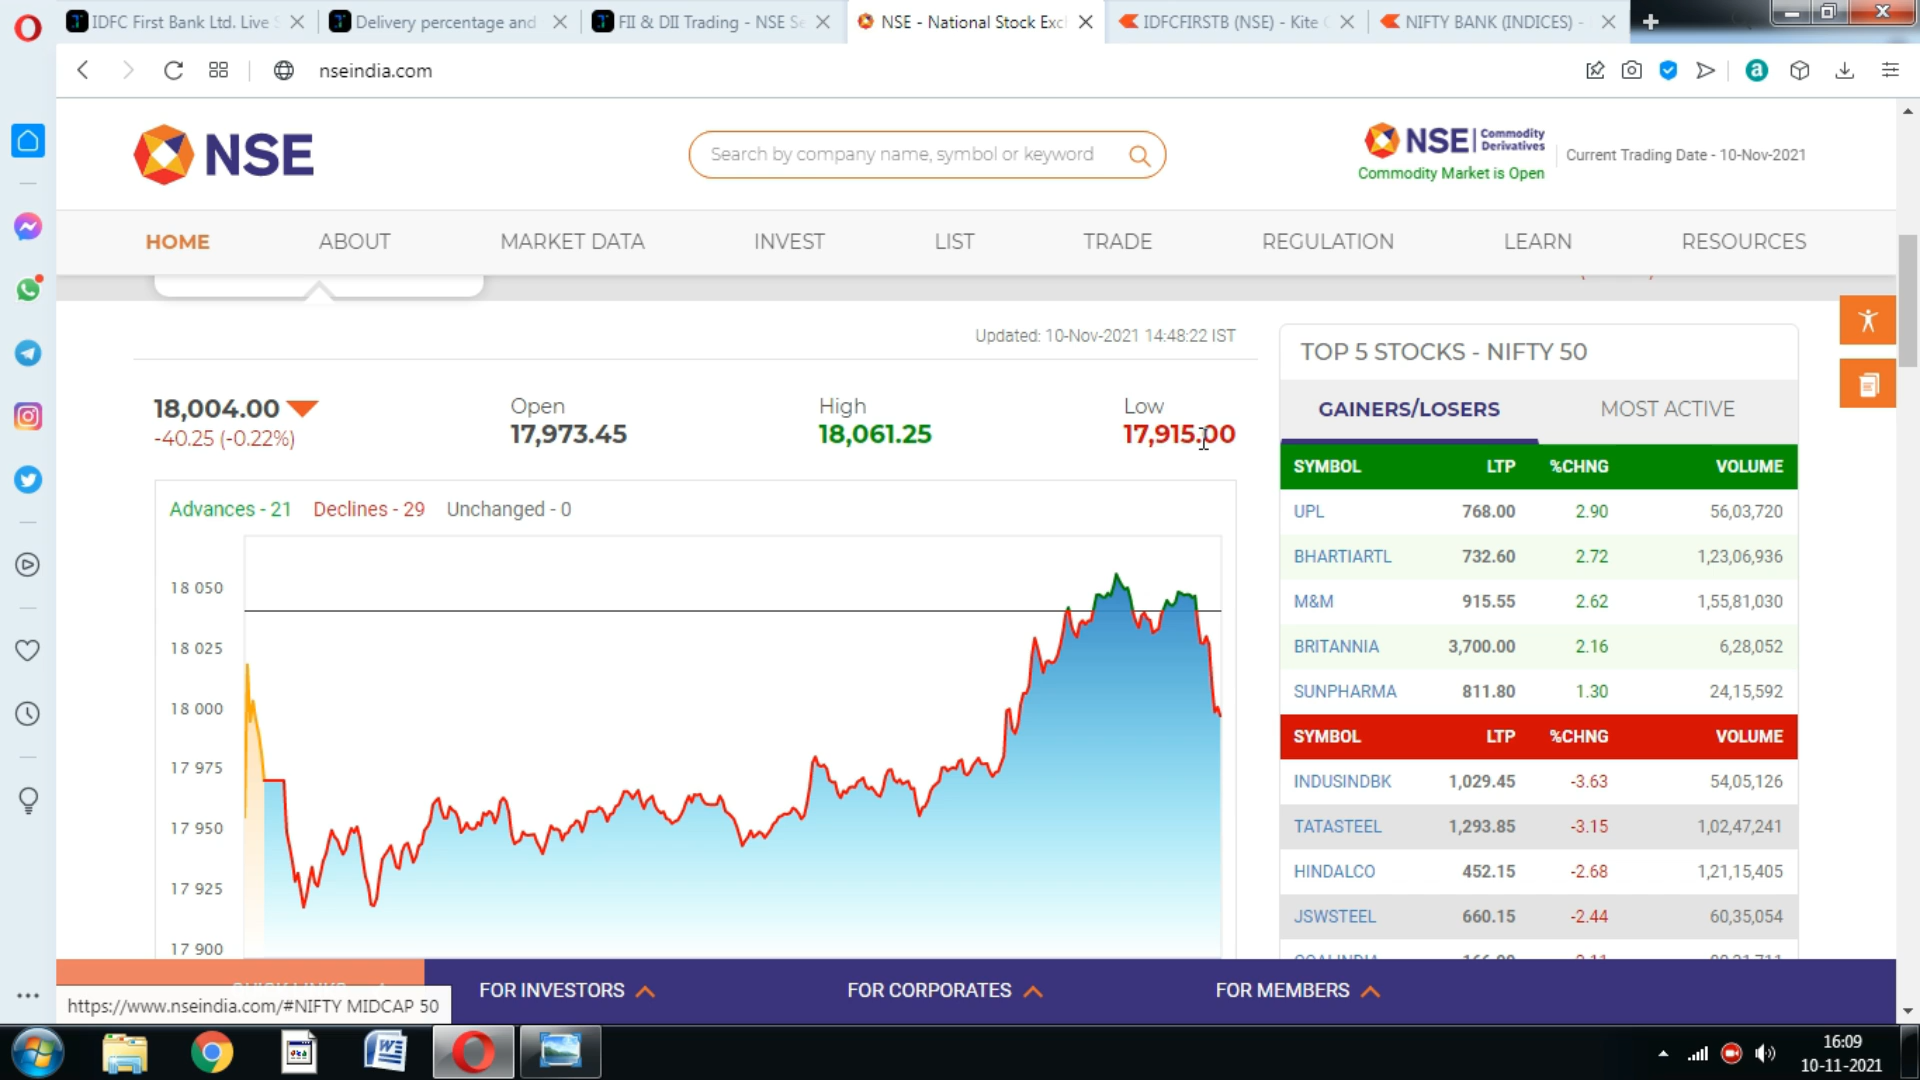 IDFC First Bank Ltd. Live
Delivery percentage and
FII & DII Trading - NSE Se
NSE - National Stock Exc
IDFCFIRSTB (NSE) - Kite
NIFTY BANK (INDICES) -
nseindia.com
NSE
Search by company name, symbol or keyword
NSE Commodity Derivatives
Commodity Market is Open
Current Trading Date - 10-Nov-2021
HOME ABOUT MARKET DATA INVEST LIST TRADE REGULATION LEARN RESOURCES
Updated: 10-Nov-2021 14:48:22 IST
18,004.00
-40.25 (-0.22%)
Open
17,973.45
High
18,061.25
Low
17,915.00
Advances - 21 Declines - 29 Unchanged - 0
18 050
18 025
18 000
17 975
17 950
17 925
17 900
TOP 5 STOCKS - NIFTY 50
GAINERS/LOSERS MOST ACTIVE
SYMBOL LTP %CHNG VOLUME
UPL 768.00 2.90 56,03,720
BHARTIARTL 732.60 2.72 1,23,06,936
M&M 915.55 2.62 1,55,81,030
BRITANNIA 3,700.00 2.16 6,28,052
SUNPHARMA 811.80 1.30 24,15,592
SYMBOL LTP %CHNG VOLUME
INDUSINDBK 1,029.45 -3.63 54,05,126
TATASTEEL 1,293.85 -3.15 1,02,47,241
HINDALCO 452.15 -2.68 1,21,15,405
JSWSTEEL 660.15 -2.44 60,35,054
FOR INVESTORS FOR CORPORATES FOR MEMBERS
https://www.nseindia.com/#NIFTY MIDCAP 50
16:09
10-11-2021